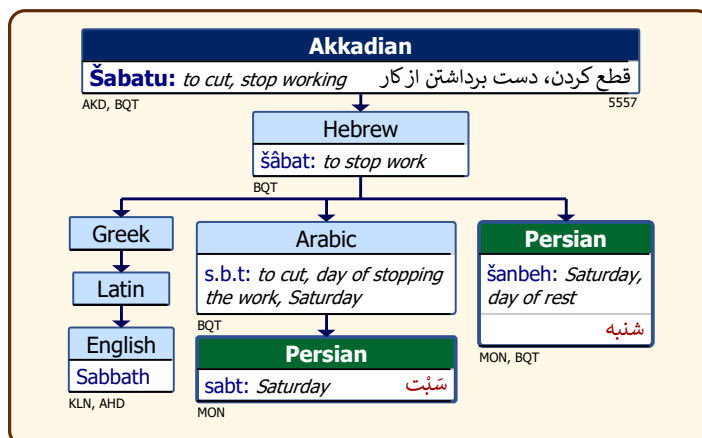 Akkadian
Šabatu: to cut, stop working قطع کردن، دست برداشتن از کار
AKD, BQT 5557
Hebrew
šâbat: to stop work
BQT
Greek
Latin
English
Sabbath
KLN, AHD
Arabic
s.b.t: to cut, day of stopping
the work, Saturday
BQT
Persian
sabt: Saturday سَبْت
MON
Persian
šanbeh: Saturday,
day of rest
شنبه
MON, BQT